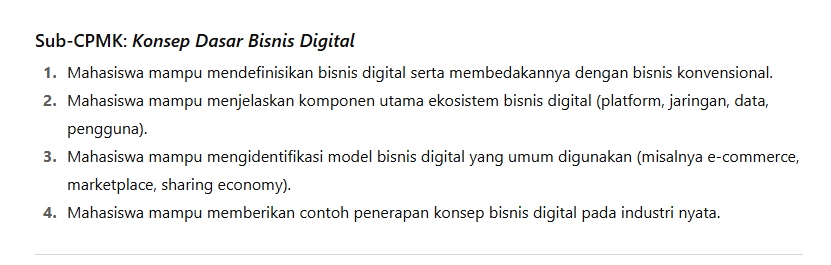 Sub-CPMK: Konsep Dasar Bisnis Digital
1. Mahasiswa mampu mendefinisikan bisnis digital serta membedakannya dengan bisnis konvensional.
2. Mahasiswa mampu menjelaskan komponen utama ekosistem bisnis digital (platform, jaringan, data,
pengguna).
3. Mahasiswa mampu mengidentifikasi model bisnis digital yang umum digunakan (misalnya e-commerce,
marketplace, sharing economy).
4. Mahasiswa mampu memberikan contoh penerapan konsep bisnis digital pada industri nyata.